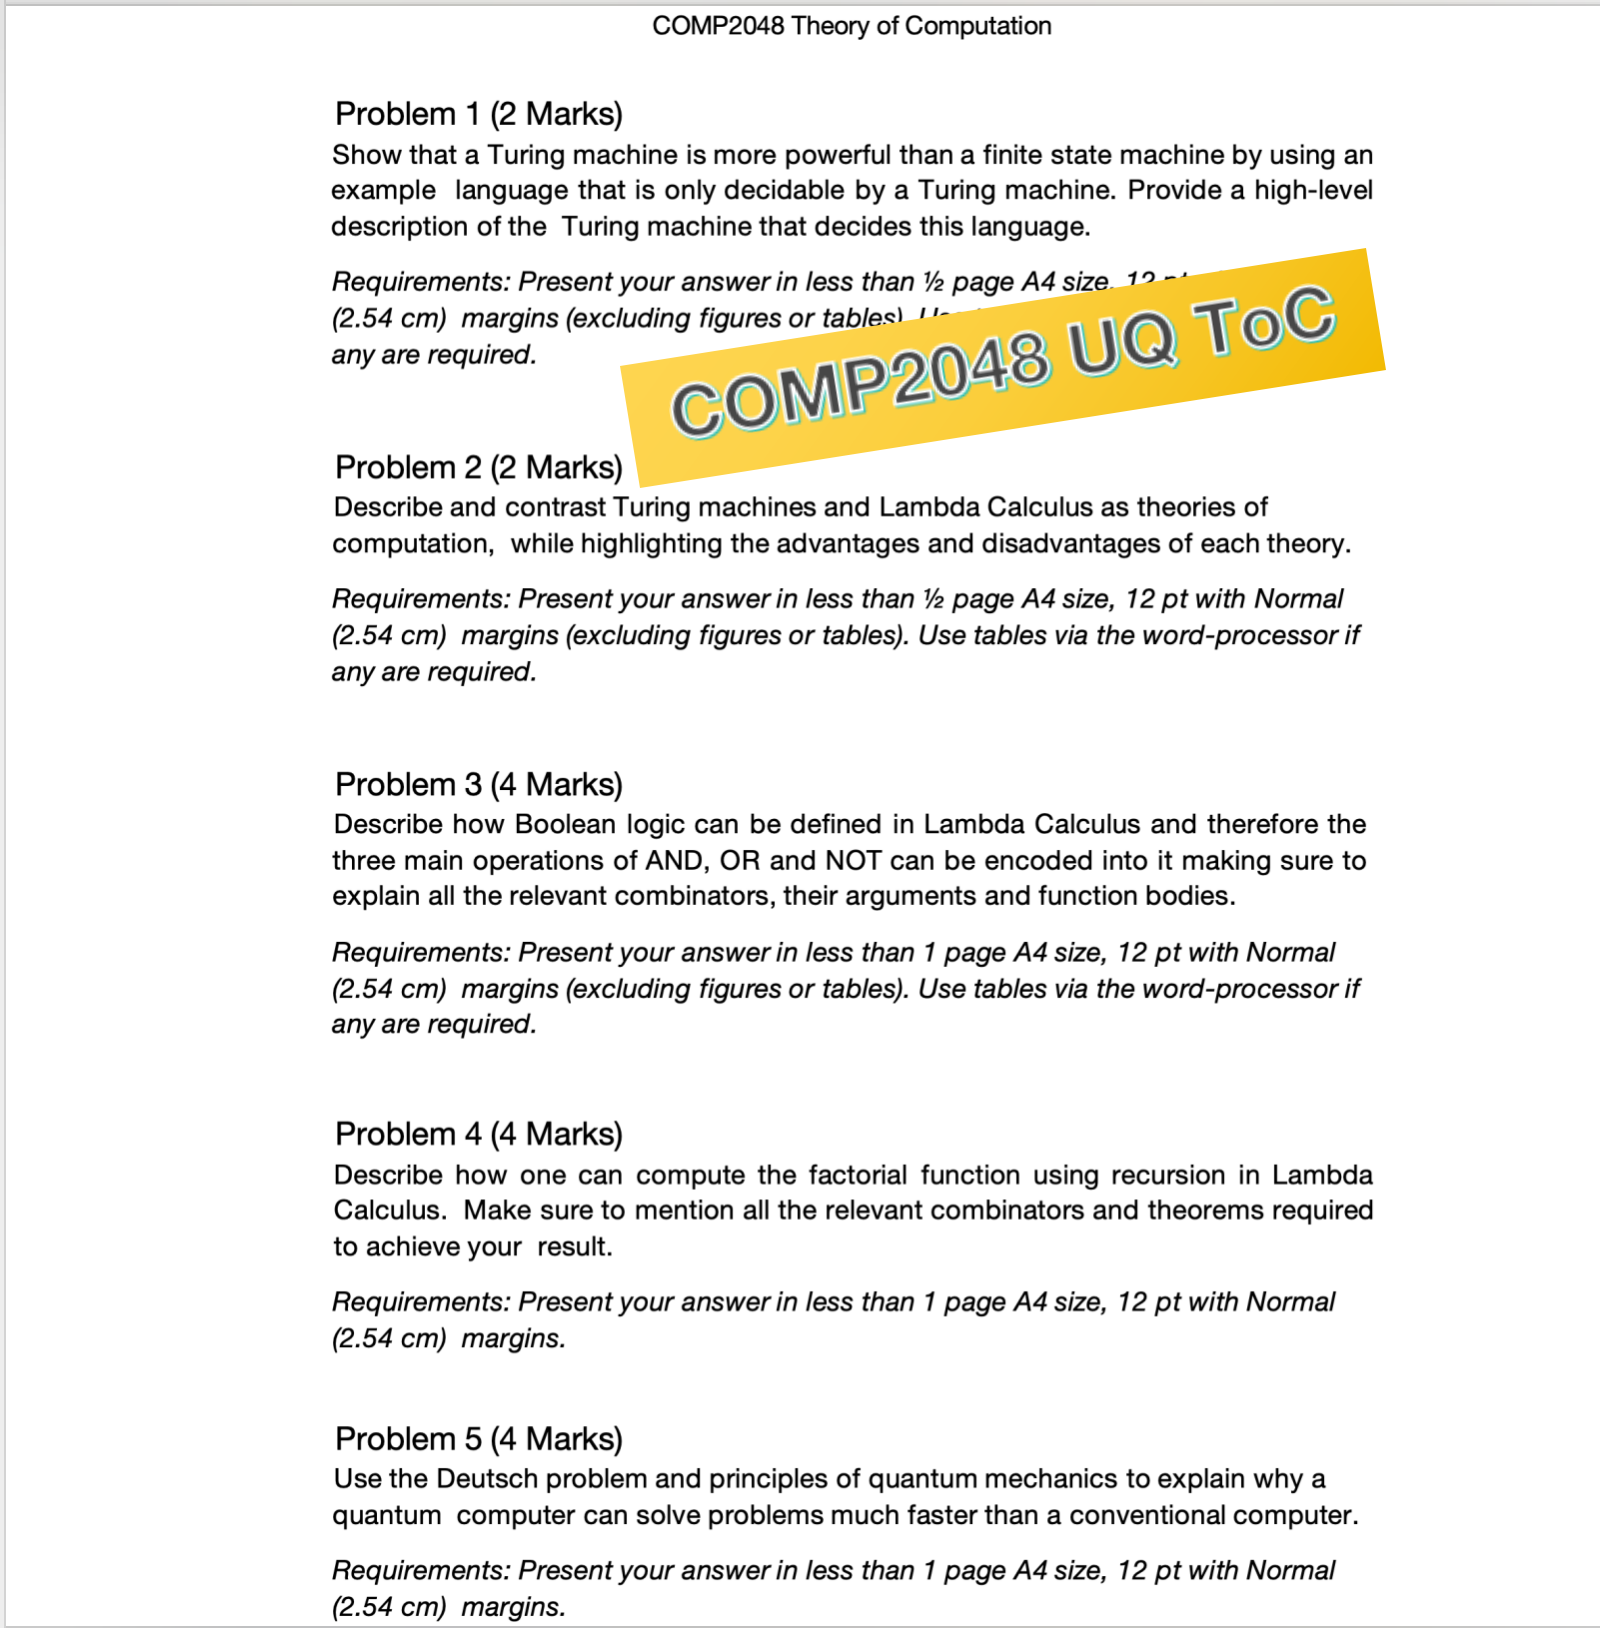 COMP2048 Theory of Computation
Problem 1 (2 Marks)
Show that a Turing machine is more powerful than a finite state machine by using an
example language that is only decidable by a Turing machine. Provide a high-level
description of the Turing machine that decides this language.
Requirements: Present your answer in less than ½ page A4 size, 12
(2.54 cm) margins (excluding figures or tables).
any are required.
COMP2048 UQ ToC
Problem 2 (2 Marks)
Describe and contrast Turing machines and Lambda Calculus as theories of
computation, while highlighting the advantages and disadvantages of each theory.
Requirements: Present your answer in less than ½ page A4 size, 12 pt with Normal
(2.54 cm) margins (excluding figures or tables). Use tables via the word-processor if
any are required.
Problem 3 (4 Marks)
Describe how Boolean logic can be defined in Lambda Calculus and therefore the
three main operations of AND, OR and NOT can be encoded into it making sure to
explain all the relevant combinators, their arguments and function bodies.
Requirements: Present your answer in less than 1 page A4 size, 12 pt with Normal
(2.54 cm) margins (excluding figures or tables). Use tables via the word-processor if
any are required.
Problem 4 (4 Marks)
Describe how one can compute the factorial function using recursion in Lambda
Calculus. Make sure to mention all the relevant combinators and theorems required
to achieve your result.
Requirements: Present your answer in less than 1 page A4 size, 12 pt with Normal
(2.54 cm) margins.
Problem 5 (4 Marks)
Use the Deutsch problem and principles of quantum mechanics to explain why a
quantum computer can solve problems much faster than a conventional computer.
Requirements: Present your answer in less than 1 page A4 size, 12 pt with Normal
(2.54 cm) margins.